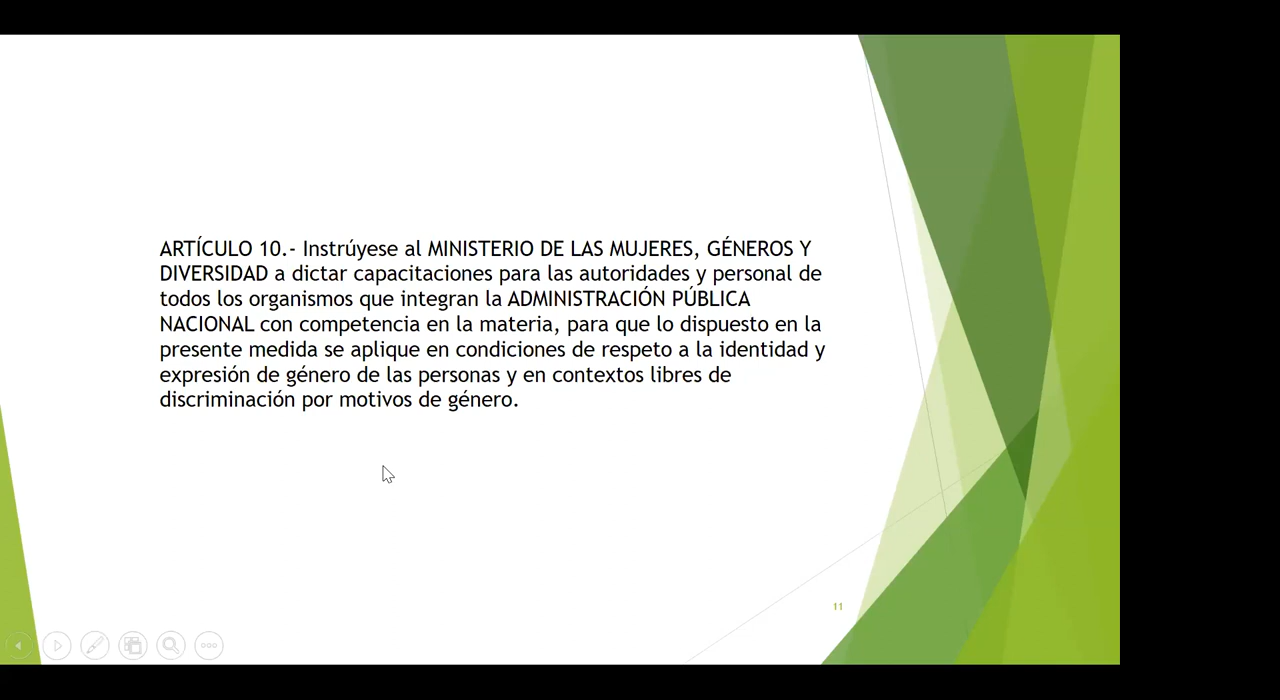 ARTÍCULO 10.- Instrúyese al MINISTERIO DE LAS MUJERES, GÉNEROS Y
DIVERSIDAD a dictar capacitaciones para las autoridades y personal de
todos los organismos que integran la ADMINISTRACIÓN PÚBLICA
NACIONAL con competencia en la materia, para que lo dispuesto en la
presente medida se aplique en condiciones de respeto a la identidad y
expresión de género de las personas y en contextos libres de
discriminación por motivos de género.
11